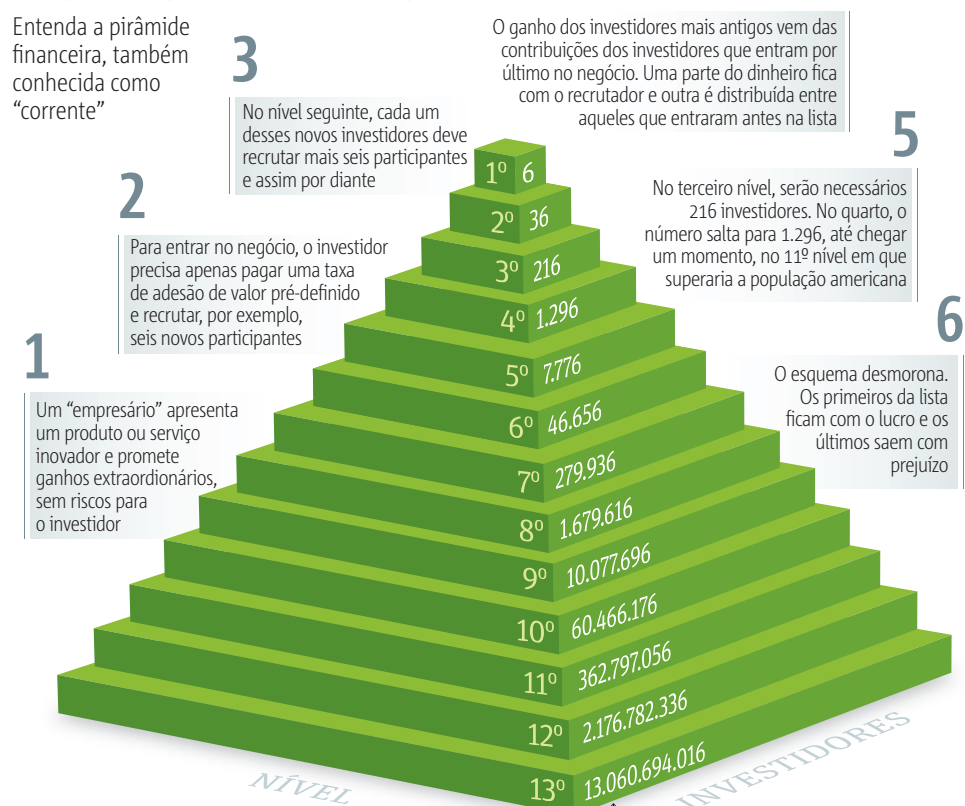 Entenda a pirâmide
financeira, também
conhecida como
“corrente”
1
Um “empresário” apresenta
um produto ou serviço
inovador e promete
ganhos extraordinários,
sem riscos para
o investidor
2
Para entrar no negócio, o investidor
precisa apenas pagar uma taxa
de adesão de valor pré-definido
e recrutar, por exemplo,
seis novos participantes
3
No nível seguinte, cada um
desses novos investidores deve
recrutar mais seis participantes
e assim por diante
O ganho dos investidores mais antigos vem das
contribuições dos investidores que entram por
último no negócio. Uma parte do dinheiro fica
com o recrutador e outra é distribuída entre
aqueles que entraram antes na lista
5
No terceiro nível, serão necessários
216 investidores. No quarto, o
número salta para 1.296, até chegar
um momento, no 11º nível em que
superaria a população americana
6
O esquema desmorona.
Os primeiros da lista
ficam com o lucro e os
últimos saem com
prejuízo
1º 6
2º 36
3º 216
4º 1.296
5º 7.776
6º 46.656
7º 279.936
8º 1.679.616
9º 10.077.696
10º 60.466.176
11º 362.797.056
12º 2.176.782.336
13º 13.060.694.016
NÍVEL
INVESTIDORES